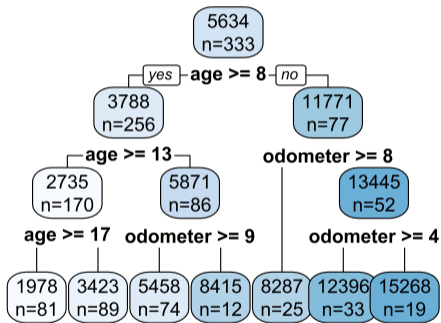 5634
n=333
yes age >= 8 no
3788
n=256
11771
n=77
age >= 13
odometer >= 8
2735
n=170
5871
n=86
13445
n=52
age >= 17
odometer >= 9
odometer >= 4
1978
n=81
3423
n=89
5458
n=74
8415
n=12
8287
n=25
12396
n=33
15268
n=19